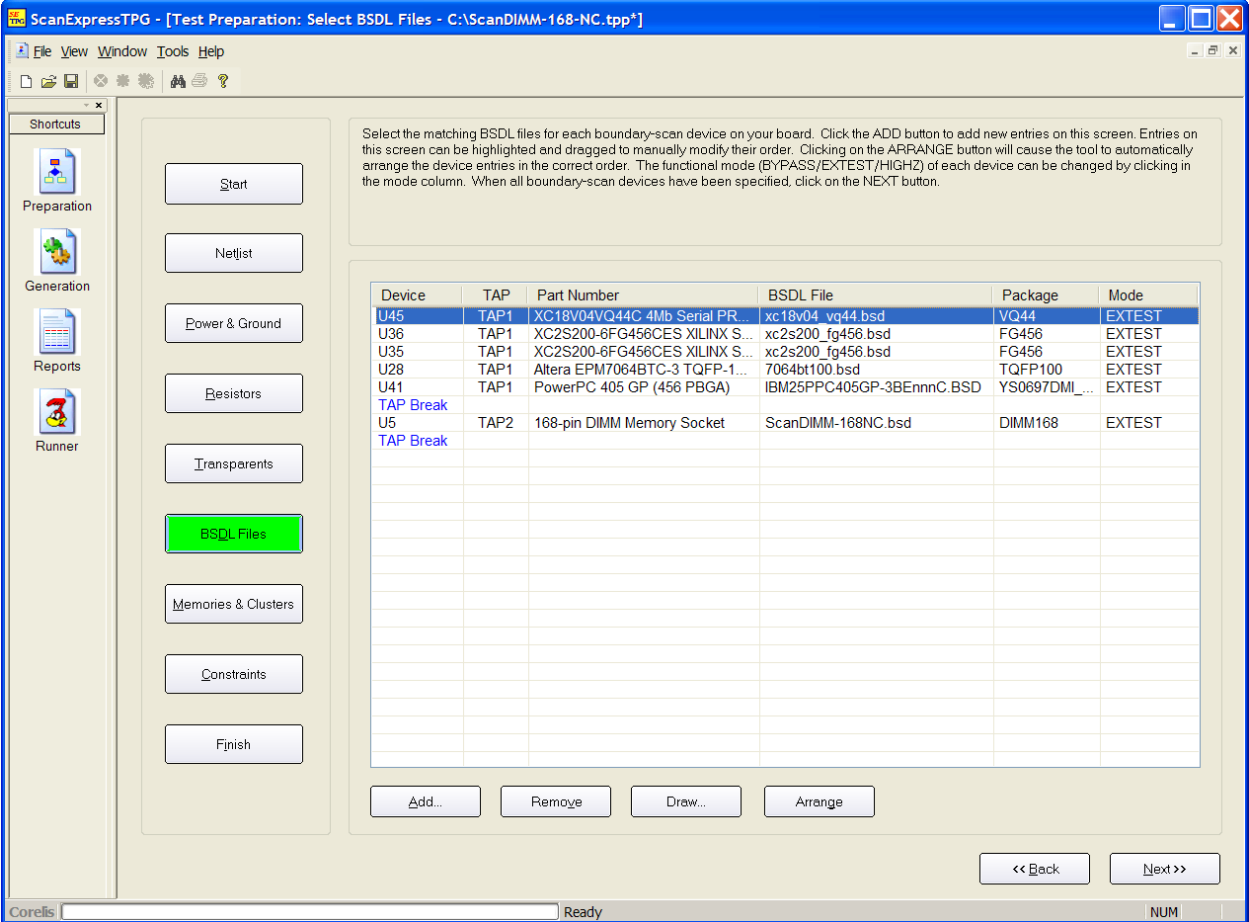 ScanExpressTPG - [Test Preparation: Select BSDL Files - C:\ScanDIMM-168-NC.tpp*]
File View Window Tools Help
Shortcuts
Preparation
Generation
Reports
Runner
Start
Netlist
Power & Ground
Resistors
Transparents
BSDL Files
Memories & Clusters
Constraints
Finish
Select the matching BSDL files for each boundary-scan device on your board. Click the ADD button to add new entries on this screen. Entries on
this screen can be highlighted and dragged to manually modify their order. Clicking on the ARRANGE button will cause the tool to automatically
arrange the device entries in the correct order. The functional mode (BYPASS/EXTEST/HIGHZ) of each device can be changed by clicking in
the mode column. When all boundary-scan devices have been specified, click on the NEXT button.
Device TAP Part Number BSDL File Package Mode
U45 TAP1 XC18V04VQ44C 4Mb Serial PR... xc18v04_vq44.bsd VQ44 EXTEST
U36 TAP1 XC2S200-6FG456CES XILINX S... xc2s200_fg456.bsd FG456 EXTEST
U35 TAP1 XC2S200-6FG456CES XILINX S... xc2s200_fg456.bsd FG456 EXTEST
U28 TAP1 Altera EPM7064BTC-3 TQFP-1... 7064bt100.bsd TQFP100 EXTEST
U41 TAP1 PowerPC 405 GP (456 PBGA) IBM25PPC405GP-3BEnnnC.BSD YS0697DMI_... EXTEST
TAP Break
U5 TAP2 168-pin DIMM Memory Socket ScanDIMM-168NC.bsd DIMM168 EXTEST
TAP Break
Add... Remove Draw... Arrange
<< Back Next >>
Corelis Ready NUM